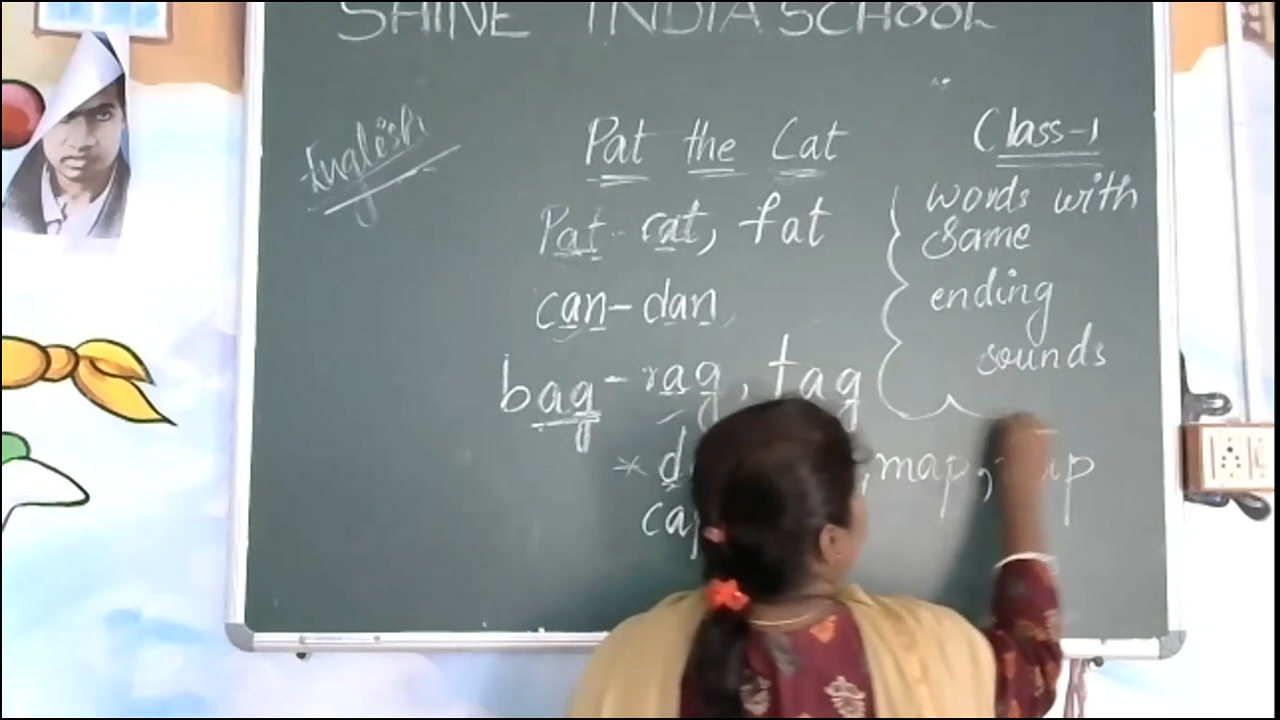 SHINE INDIA SCHOOL
English
Pat the Cat
Class-1
Pat - cat, fat
can - dan,
bag - rag, tag
words with
same
ending
sounds
* , map,